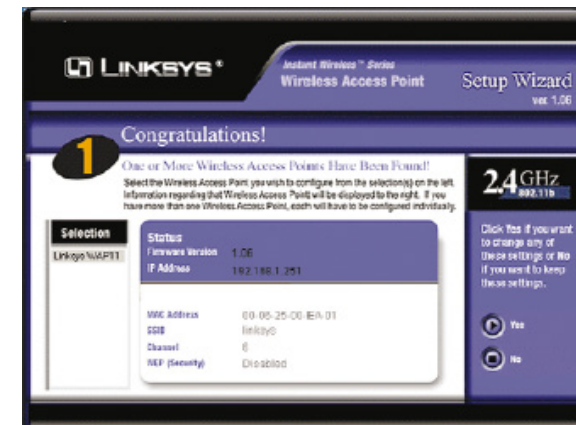 LINKSYS®
Instant Wireless™ Series
Wireless Access Point
Setup Wizard
ver. 1.06
1
Congratulations!
One or More Wireless Access Points Have Been Found!
Select the Wireless Access Point you wish to configure from the selection(s) on the left.
Information regarding that Wireless Access Point will be displayed to the right. If you
have more than one Wireless Access Point, each will have to be configured individually.
2.4GHz
802.11b
Selection
Linksys WAP11
Status
Firmware Version 1.06
IP Address 192.168.1.251
MAC Address 00-06-25-00-EA-01
SSID linksys
Channel 6
WEP (Security) Disabled
Click Yes if you want
to change any of
these settings or No
if you want to keep
these settings.
Yes
No